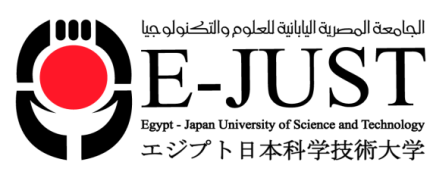 الجامعة المصرية اليابانية للعلوم والتكنولوجيا
E-JUST
Egypt - Japan University of Science and Technology
エジプト日本科学技術大学